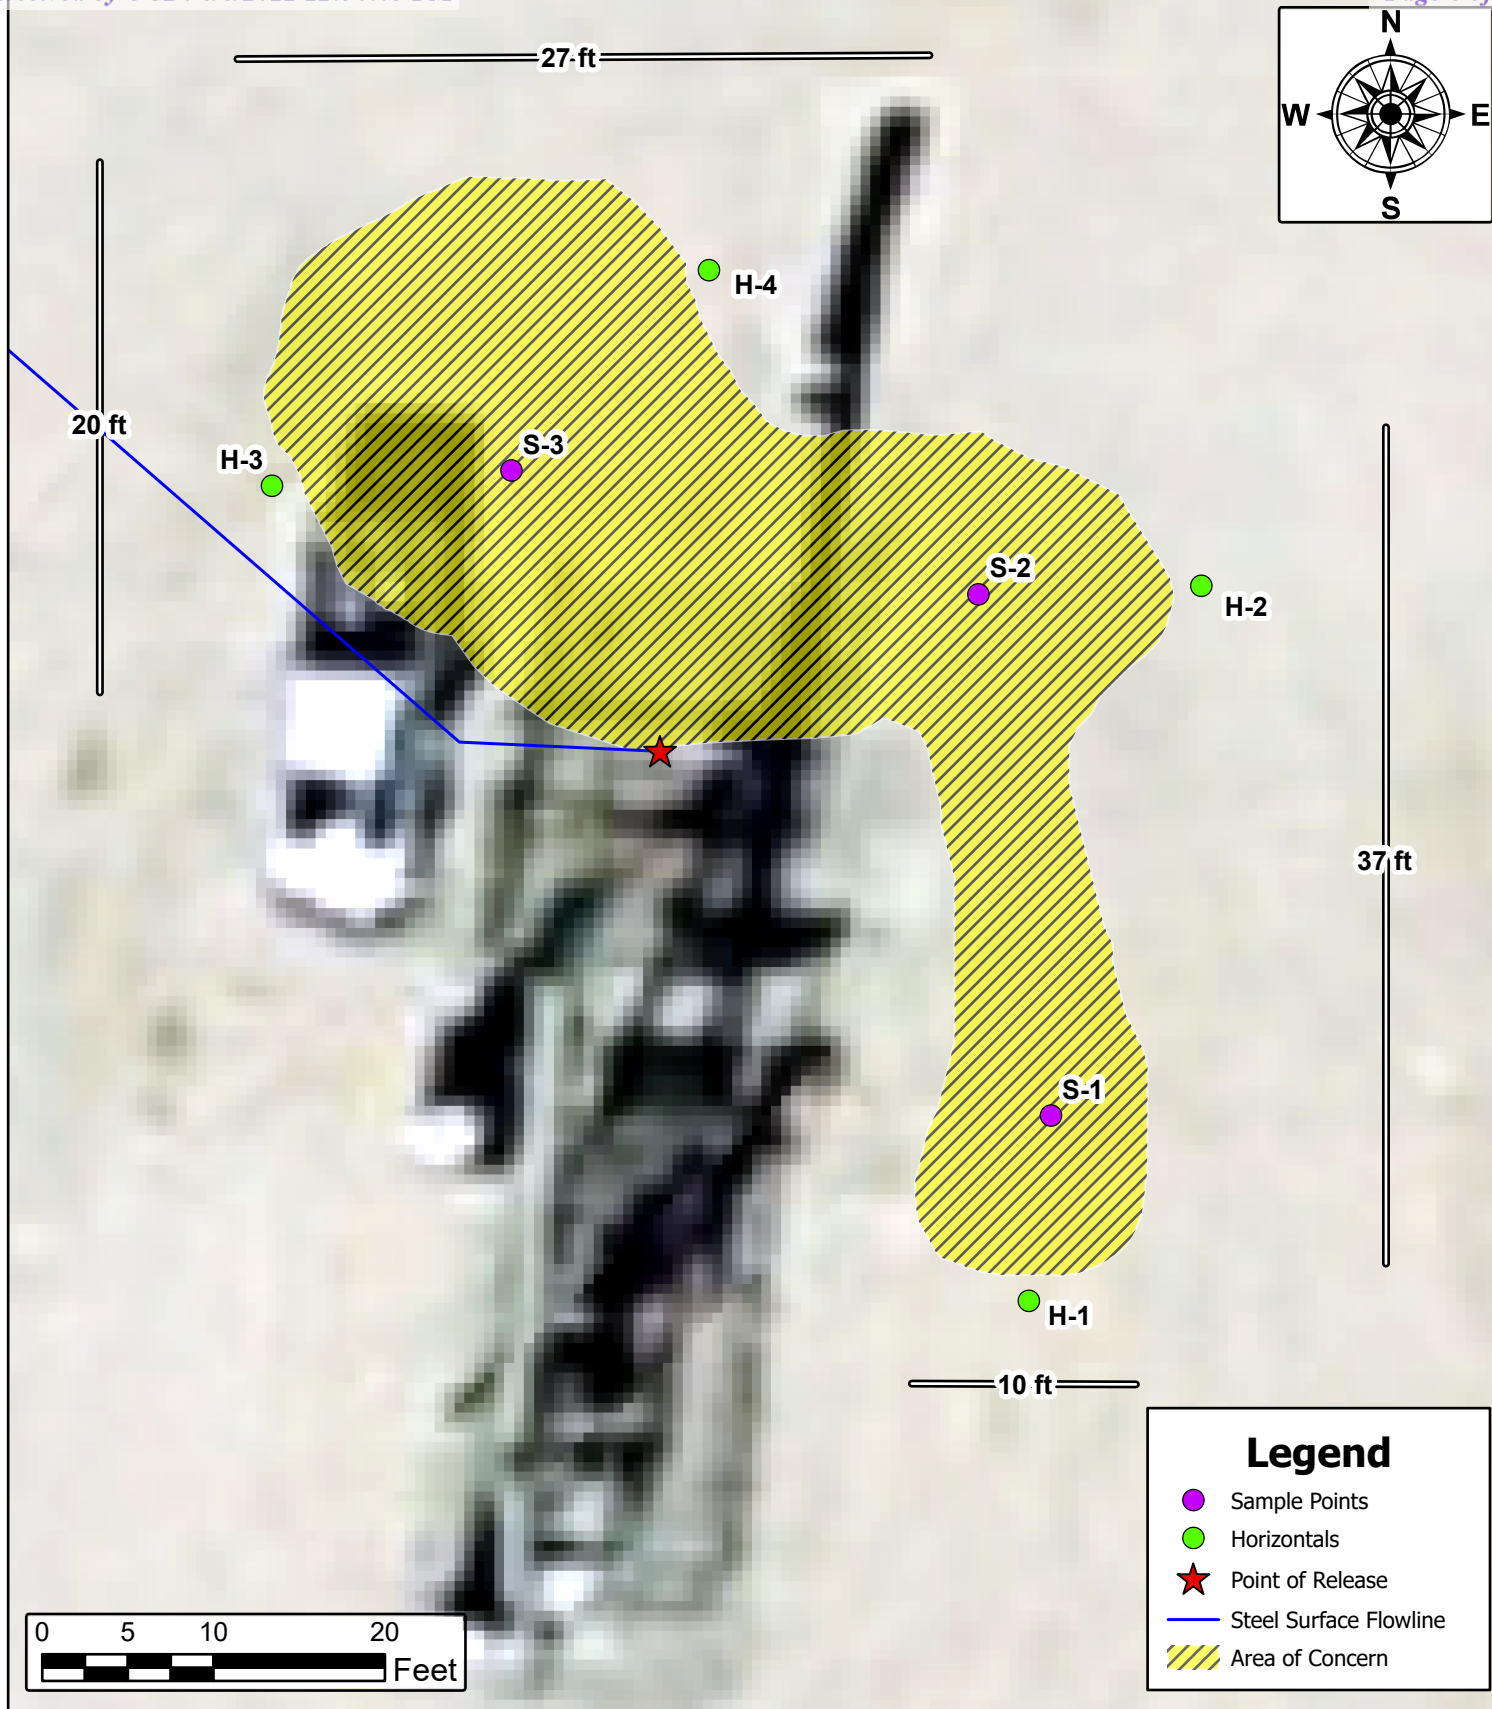 N
W
E
S
27 ft
H-4
20 ft
S-3
H-3
S-2
H-2
37 ft
S-1
H-1
10 ft
Legend
Sample Points
Horizontals
Point of Release
Steel Surface Flowline
Area of Concern
0 5 10 20
Feet